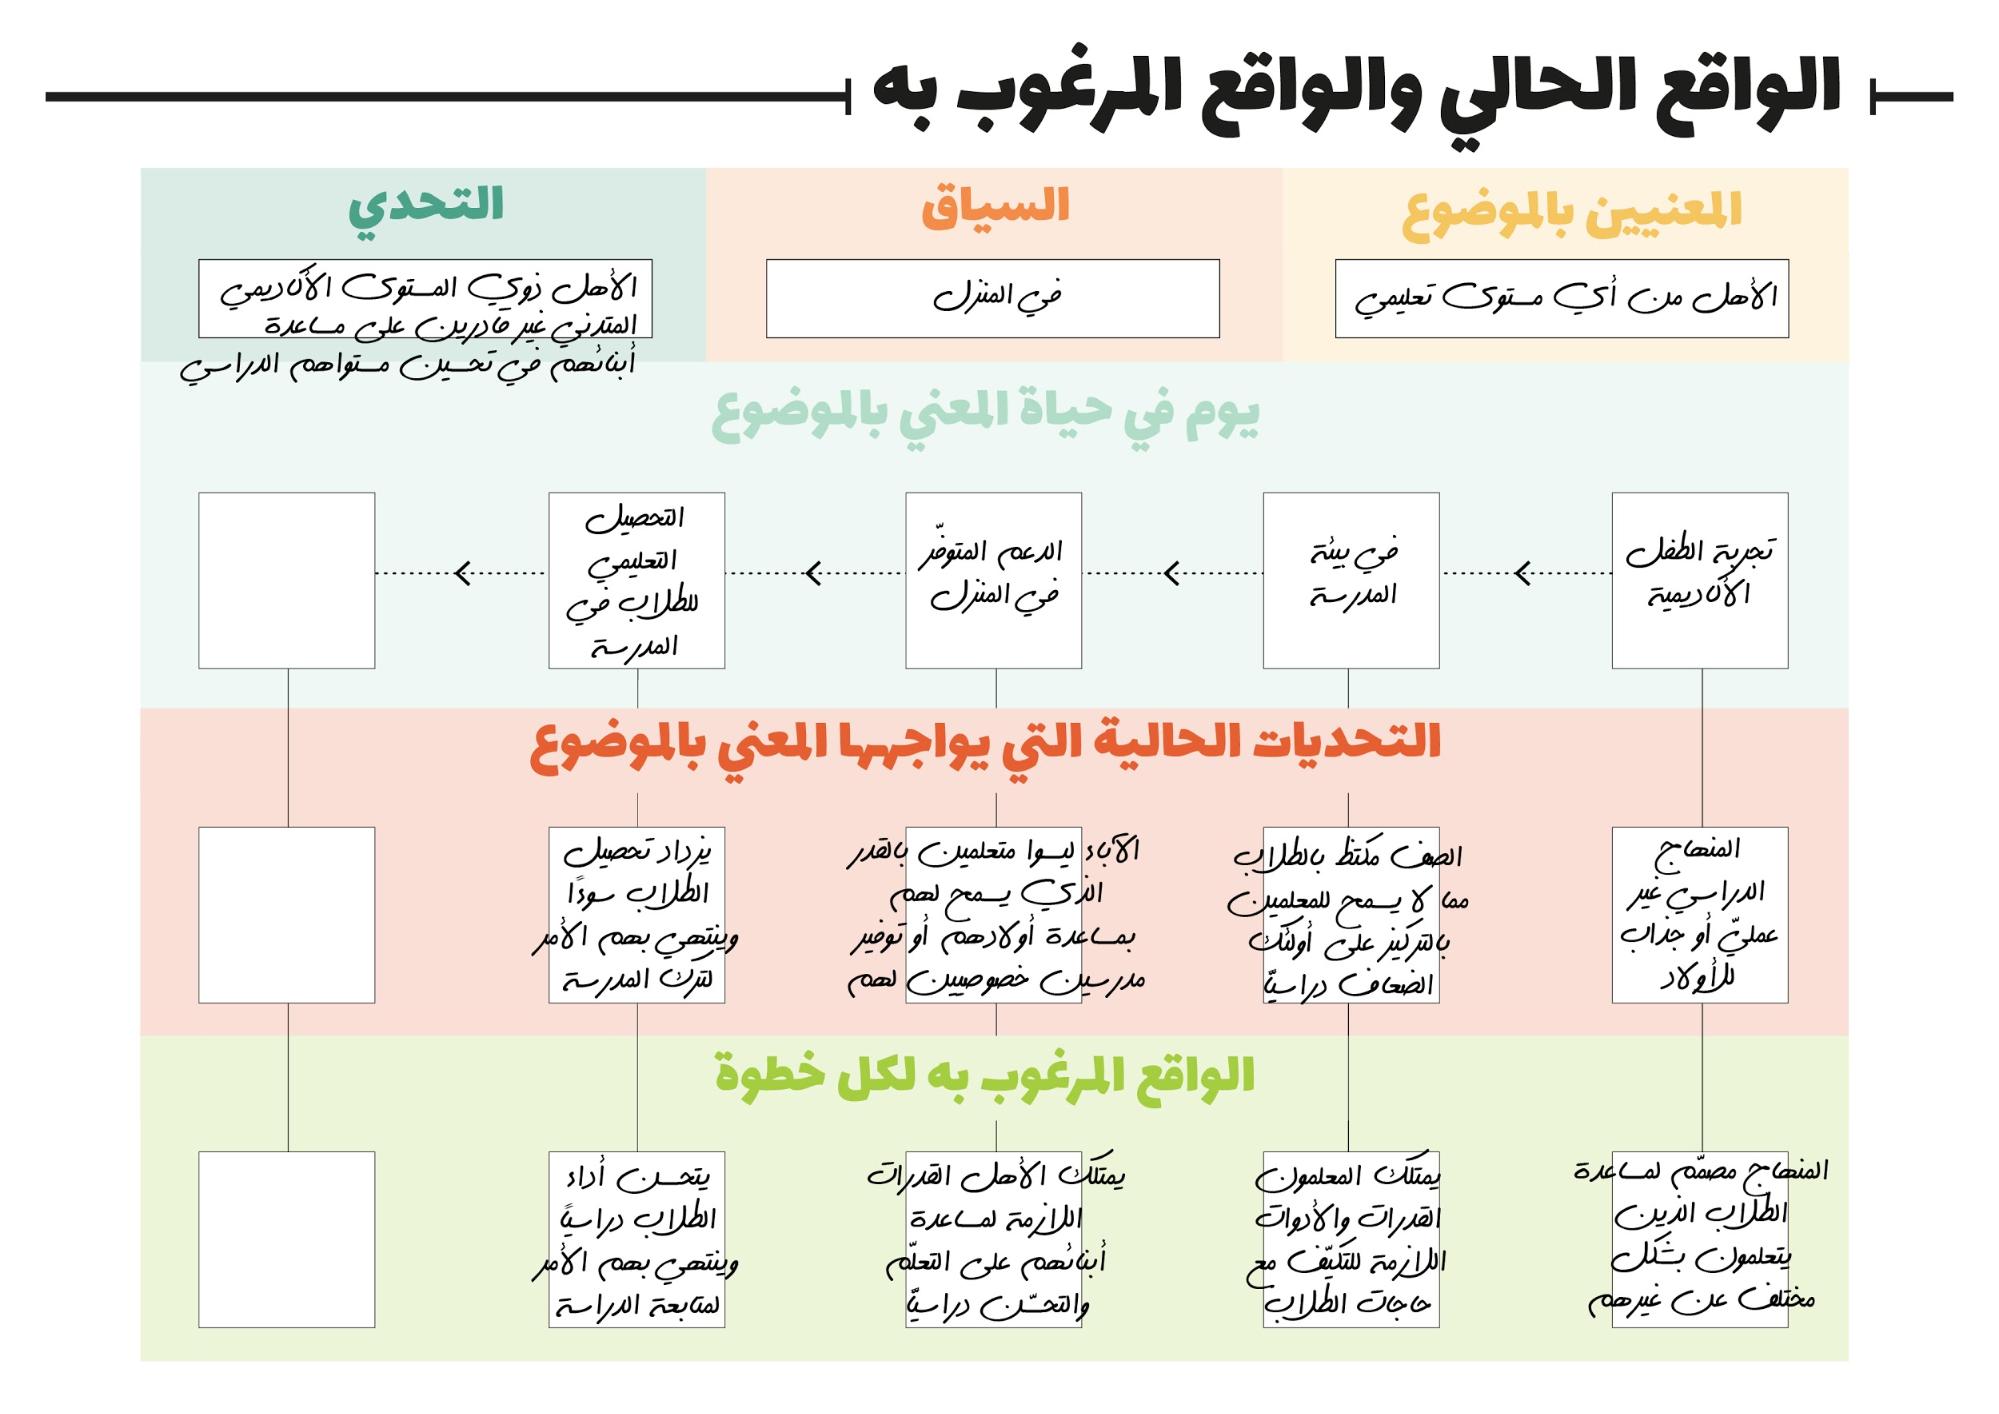 الواقع الحالي والواقع المرغوب به
المعنيين بالموضوع
الأهل من أي مستوى تعليمي
السياق
في المنزل
التحدي
الأهل ذوي المستوى الأكاديمي
المتدني غير قادرين على مساعدة
أبنائهم في تحسين مستواهم الدراسي
يوم في حياة المعني بالموضوع
تجربة الطفل
الأكاديمية
في بيئة
المدرسة
الدعم المتوفّر
في المنزل
التحصيل
التعليمي
للطلاب في
المدرسة
التحديات الحالية التي يواجهها المعني بالموضوع
المنهاج
الدراسي غير
عمليّ أو جذاب
للأولاد
الصف مكتظ بالطلاب
مما لا يسمح للمعلمين
بالتركيز على أولئك
الضعاف دراسياً
الآباء ليسوا متعلمين بالقدر
الذي يسمح لهم
بمساعدة أولادهم أو توفير
مدرسين خصوصيين لهم
يزداد تحصيل
الطلاب سوءًا
وينتهي بهم الأمر
لترك المدرسة
الواقع المرغوب به لكل خطوة
المنهاج مصمّم لمساعدة
الطلاب الذين
يتعلمون بشكل
مختلف عن غيرهم
يمتلك المعلمون
القدرات والأدوات
اللازمة للتكيّف مع
حاجات الطلاب
يمتلك الأهل القدرات
اللازمة لمساعدة
أبنائهم على التعلّم
والتحسّن دراسياً
يتحسن أداء
الطلاب دراسياً
وينتهي بهم الأمر
لمتابعة الدراسة